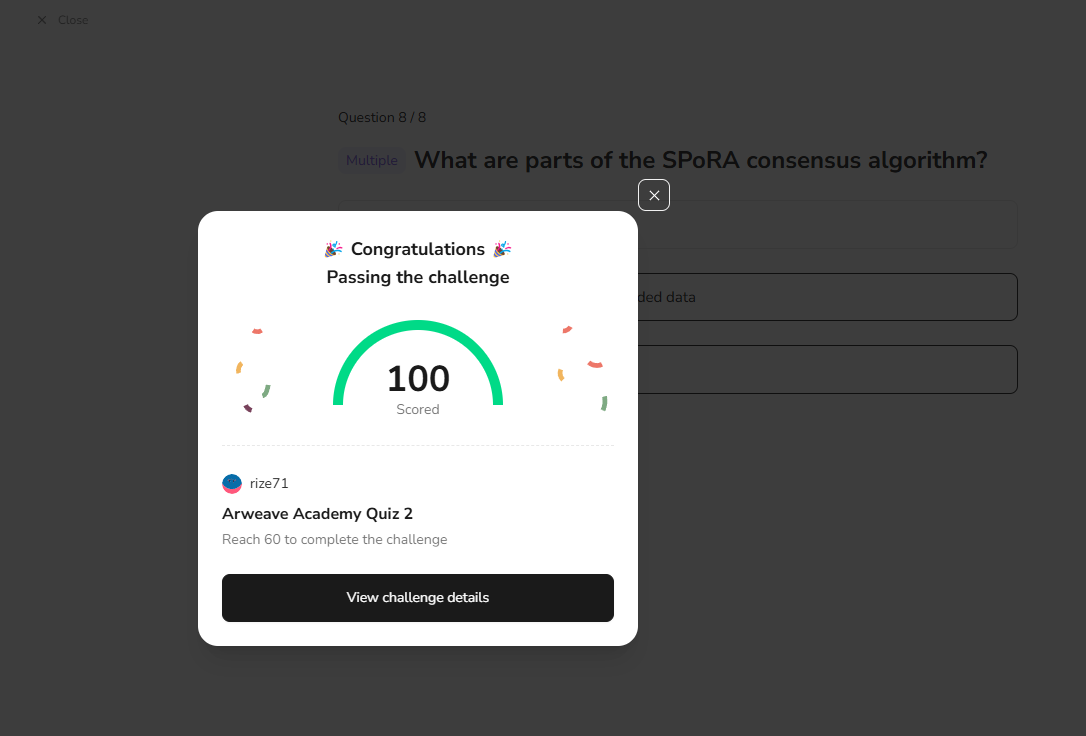 Close
Question 8 / 8
Multiple What are parts of the SPoRA consensus algorithm?
ded data
Congratulations
Passing the challenge
100
Scored
rize71
Arweave Academy Quiz 2
Reach 60 to complete the challenge
View challenge details